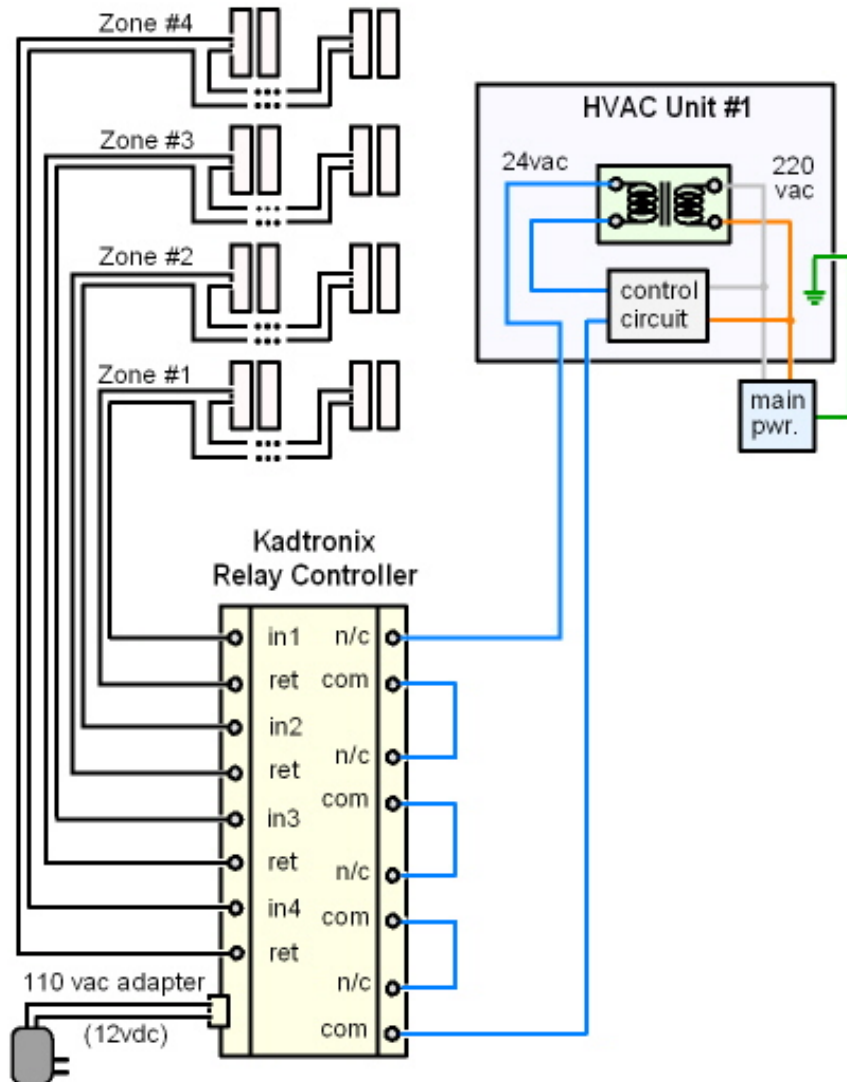 Zone #4
Zone #3
Zone #2
Zone #1
HVAC Unit #1
24vac
220
vac
control
circuit
main
pwr.
Kadtronix
Relay Controller
in1
n/c
ret
com
in2
n/c
ret
com
in3
ret
n/c
in4
com
ret
n/c
com
110 vac adapter
(12vdc)